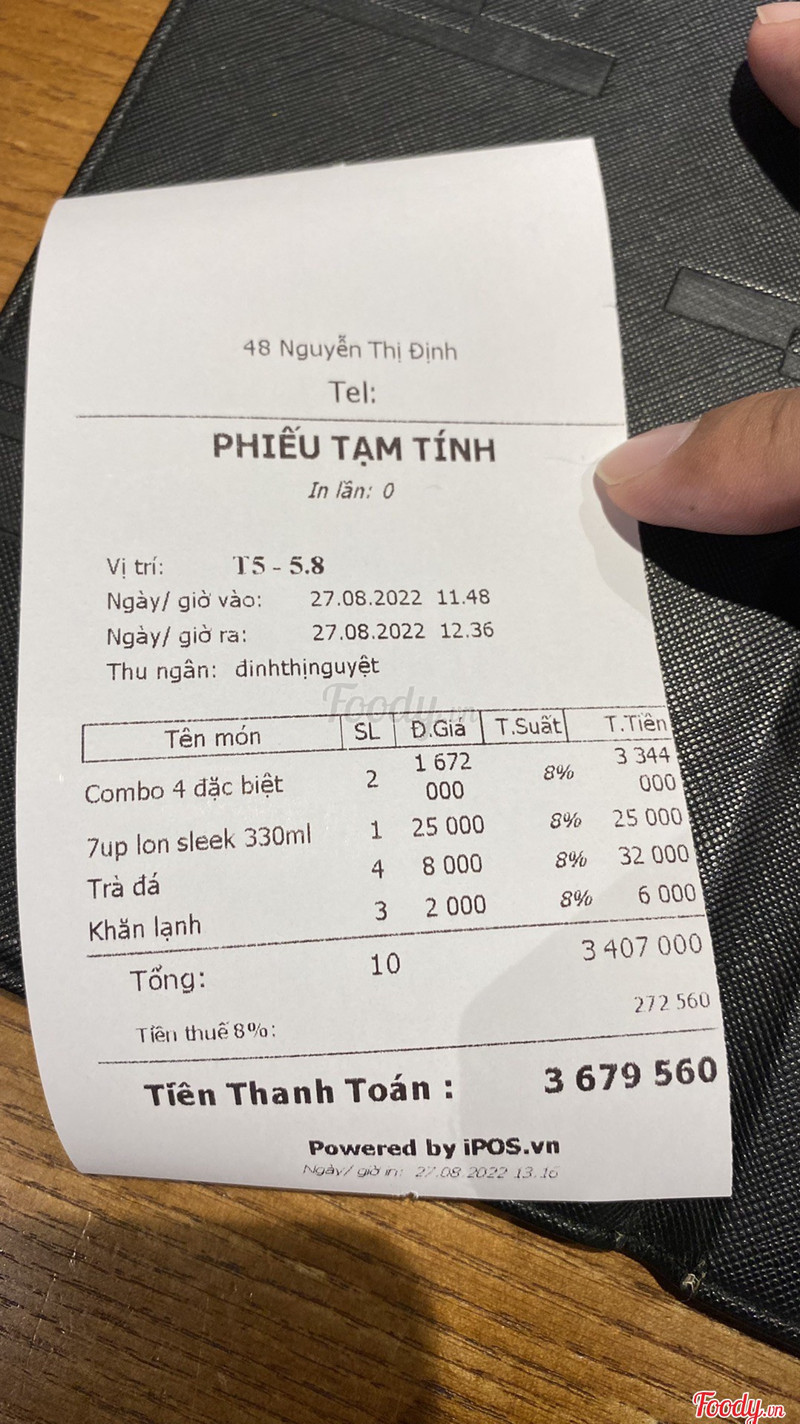 48 Nguyễn Thị Định
Tel:
PHIẾU TẠM TÍNH
In lần: 0
Vị trí: T5 - 5.8
Ngày/ giờ vào: 27.08.2022 11.48
Ngày/ giờ ra: 27.08.2022 12.36
Thu ngân: đinhthịnguyệt
Foody.vn
Tên món SL Đ.Giá T.Suất T.Tiền
Combo 4 đặc biệt 2 1 672 000 8% 3 344 000
7up lon sleek 330ml 1 25 000 8% 25 000
Trà đá 4 8 000 8% 32 000
Khăn lạnh 3 2 000 8% 6 000
Tổng: 10 3 407 000
Tiền thuế 8%: 272 560
Tiền Thanh Toán : 3 679 560
Powered by iPOS.vn
Ngày/ giờ in: 27.08.2022 13.16
Foody.vn